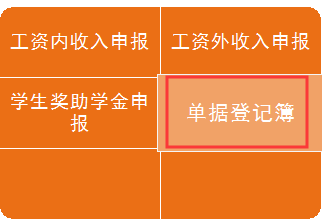 工资内收入申报
工资外收入申报
学生奖助学金申
报
单据登记簿